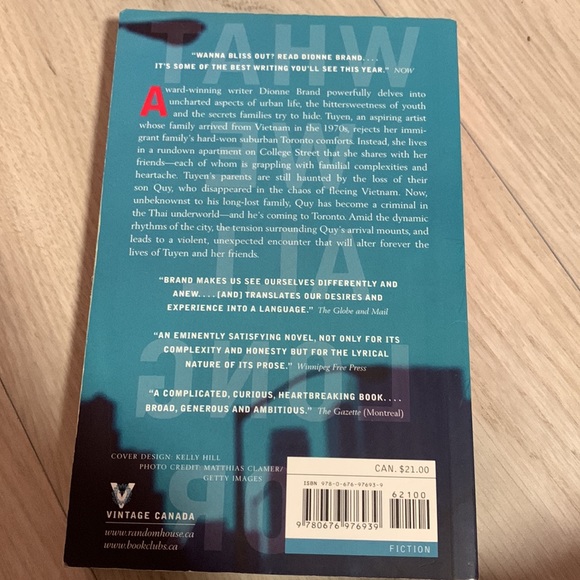 WHAT
WE
ALL
LONG
FOR
"WANNA BLISS OUT? READ DIONNE BRAND. . . .
IT'S SOME OF THE BEST WRITING YOU'LL SEE THIS YEAR." NOW
Award-winning writer Dionne Brand powerfully delves into
uncharted aspects of urban life, the bittersweetness of youth
and the secrets families try to hide. Tuyen, an aspiring artist
whose family arrived from Vietnam in the 1970s, rejects her immi-
grant family's hard-won suburban Toronto comforts. Instead, she lives
in a rundown apartment on College Street that she shares with her
friends—each of whom is grappling with familial complexities and
heartache. Tuyen's parents are still haunted by the loss of their
son Quy, who disappeared in the chaos of fleeing Vietnam. Now,
unbeknownst to his long-lost family, Quy has become a criminal in
the Thai underworld—and he's coming to Toronto. Amid the dynamic
rhythms of the city, the tension surrounding Quy's arrival mounts, and
leads to a violent, unexpected encounter that will alter forever the
lives of Tuyen and her friends.
"BRAND MAKES US SEE OURSELVES DIFFERENTLY AND
ANEW. . . .[AND] TRANSLATES OUR DESIRES AND
EXPERIENCE INTO A LANGUAGE." The Globe and Mail
"AN EMINENTLY SATISFYING NOVEL, NOT ONLY FOR ITS
COMPLEXITY AND HONESTY BUT FOR THE LYRICAL
NATURE OF ITS PROSE." Winnipeg Free Press
"A COMPLICATED, CURIOUS, HEARTBREAKING BOOK. . . .
BROAD, GENEROUS AND AMBITIOUS." The Gazette (Montreal)
COVER DESIGN: KELLY HILL
PHOTO CREDIT: MATTHIAS CLAMER/
GETTY IMAGES
V
VINTAGE CANADA
www.randomhouse.ca
www.bookclubs.ca
CAN. $21.00
ISBN 978-0-676-97693-9
62100
9 780676 976939
FICTION